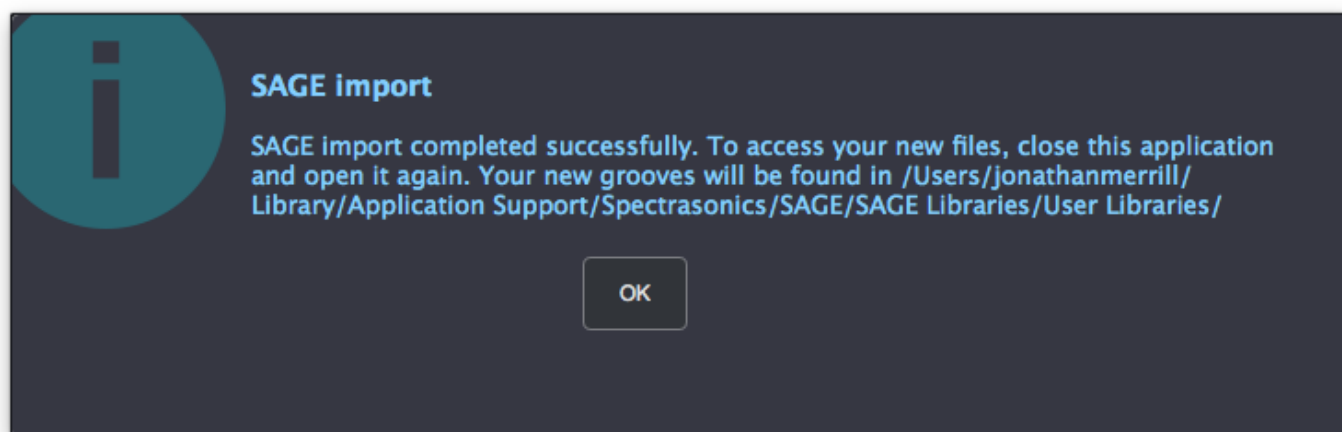 SAGE import
SAGE import completed successfully. To access your new files, close this application
and open it again. Your new grooves will be found in /Users/jonathanmerrill/
Library/Application Support/Spectrasonics/SAGE/SAGE Libraries/User Libraries/
OK